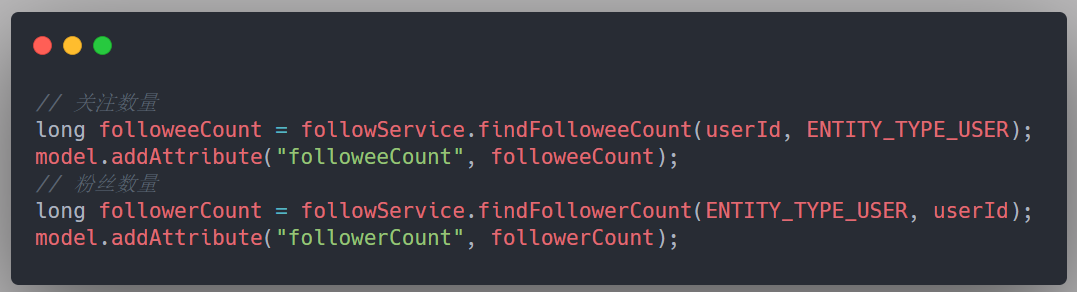 // 关注数量
long followeeCount = followService.findFolloweeCount(userId, ENTITY_TYPE_USER);
model.addAttribute("followeeCount", followeeCount);
// 粉丝数量
long followerCount = followService.findFollowerCount(ENTITY_TYPE_USER, userId);
model.addAttribute("followerCount", followerCount);